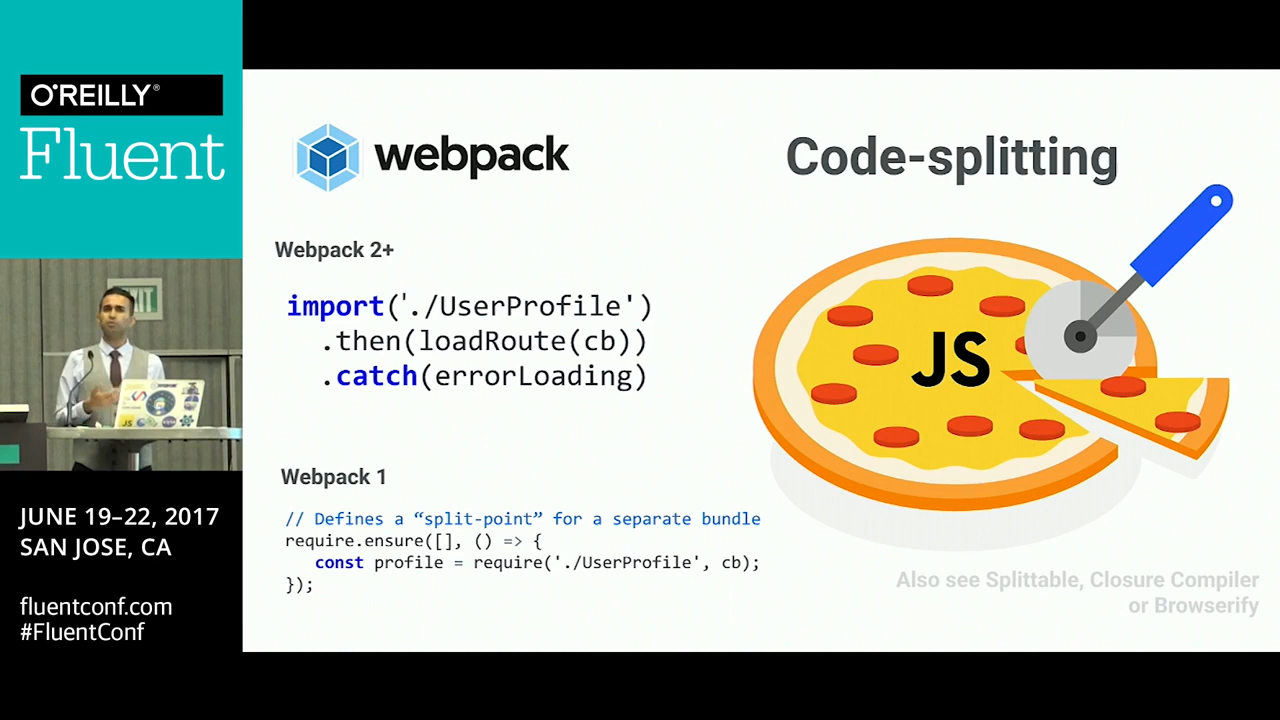 O'REILLY®
Fluent
JUNE 19–22, 2017
SAN JOSE, CA
fluentconf.com
#FluentConf
webpack
Code-splitting
Webpack 2+
import('./UserProfile')
.then(loadRoute(cb))
.catch(errorLoading)
Webpack 1
// Defines a “split-point” for a separate bundle
require.ensure([], () => {
const profile = require('./UserProfile', cb);
});
JS
Also see Splittable, Closure Compiler
or Browserify
EXIT
JS